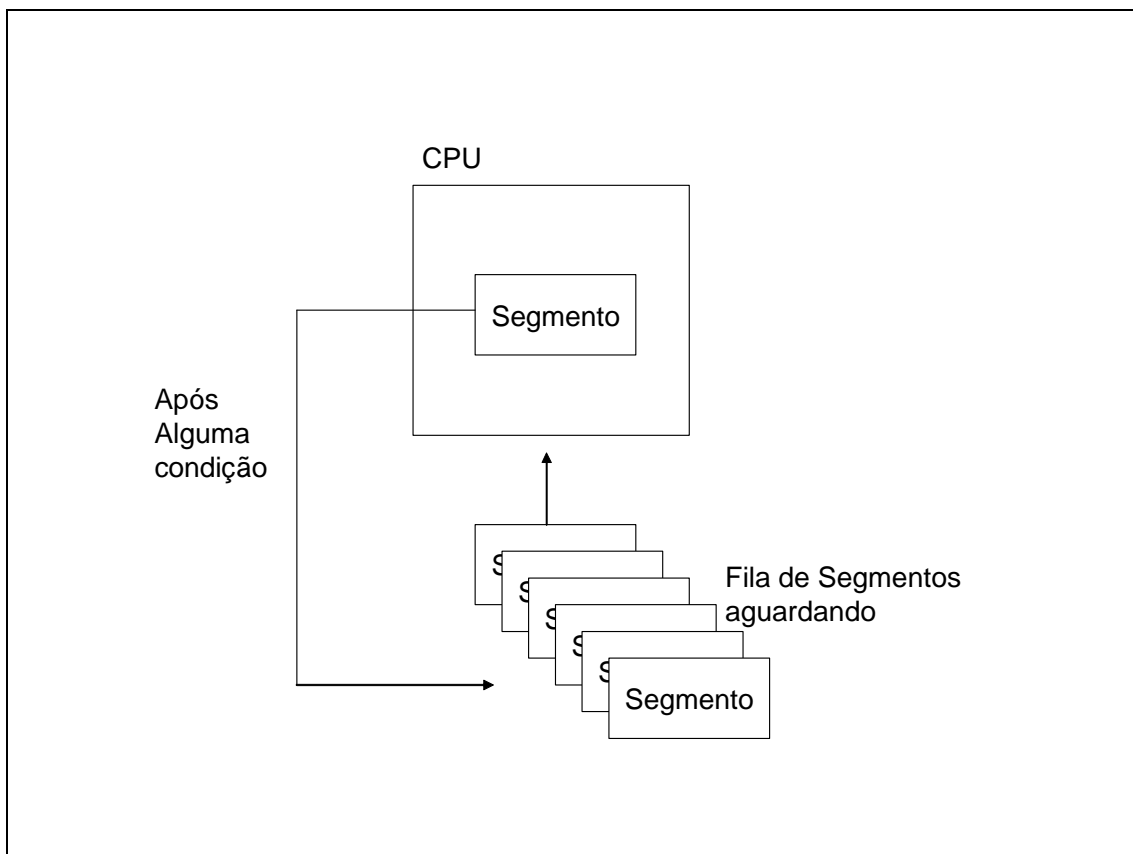 CPU
Segmento
Após
Alguma
condição
S
S
S
S
S
Fila de Segmentos
aguardando
Segmento